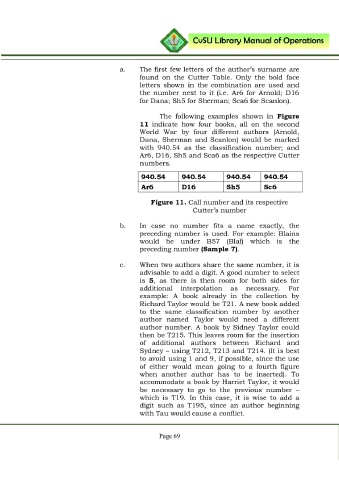 CvSU Library Manual of Operations
a. The first few letters of the author's surname are
found on the Cutter Table. Only the bold face
letters shown in the combination are used and
the number next to it (i.e. Ar6 for Arnold; D16
for Dana; Sh5 for Sherman; Sca6 for Scanlon).
The following examples shown in Figure
11 indicate how four books, all on the second
World War by four different authors (Arnold,
Dana, Sherman and Scanlon) would be marked
with 940.54 as the classification number; and
Ar6, D16, Sh5 and Sca6 as the respective Cutter
numbers.
940.54 940.54 940.54 940.54
Ar6 D16 Sh5 Sc6
Figure 11. Call number and its respective
Cutter's number
b. In case no number fits a name exactly, the
preceding number is used. For example: Blains
would be under B57 (Blaf) which is the
preceding number (Sample 7).
c. When two authors share the same number, it is
advisable to add a digit. A good number to select
is 5, as there is then room for both sides for
additional interpolation as necessary. For
example: A book already in the collection by
Richard Taylor would be T21. A new book added
to the same classification number by another
author named Taylor would need a different
author number. A book by Sidney Taylor could
then be T215. This leaves room for the insertion
of additional authors between Richard and
Sydney – using T212, T213 and T214. (It is best
to avoid using 1 and 9, if possible, since the use
of either would mean going to a fourth figure
when another author has to be inserted). To
accommodate a book by Harriet Taylor, it would
be necessary to go to the previous number –
which is T19. In this case, it is wise to add a
digit such as T195, since an author beginning
with Tau would cause a conflict.
Page 69